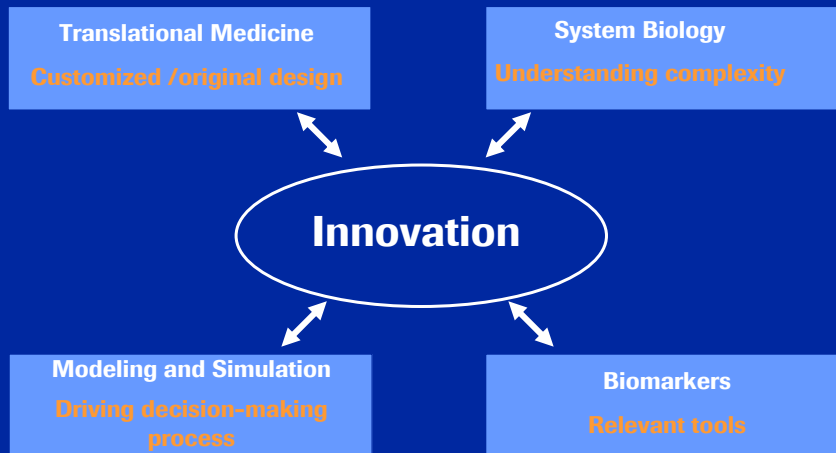 Translational Medicine
Customized /original design
System Biology
Understanding complexity
Innovation
Modeling and Simulation
Driving decision-making
process
Biomarkers
Relevant tools